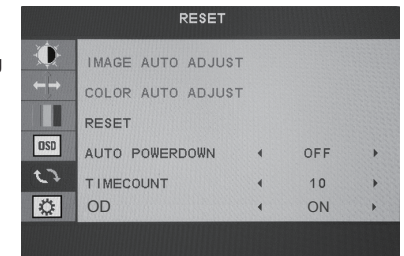 RESET
IMAGE AUTO ADJUST
COLOR AUTO ADJUST
RESET
OSD
AUTO POWERDOWN OFF
TIMECOUNT 10
OD ON